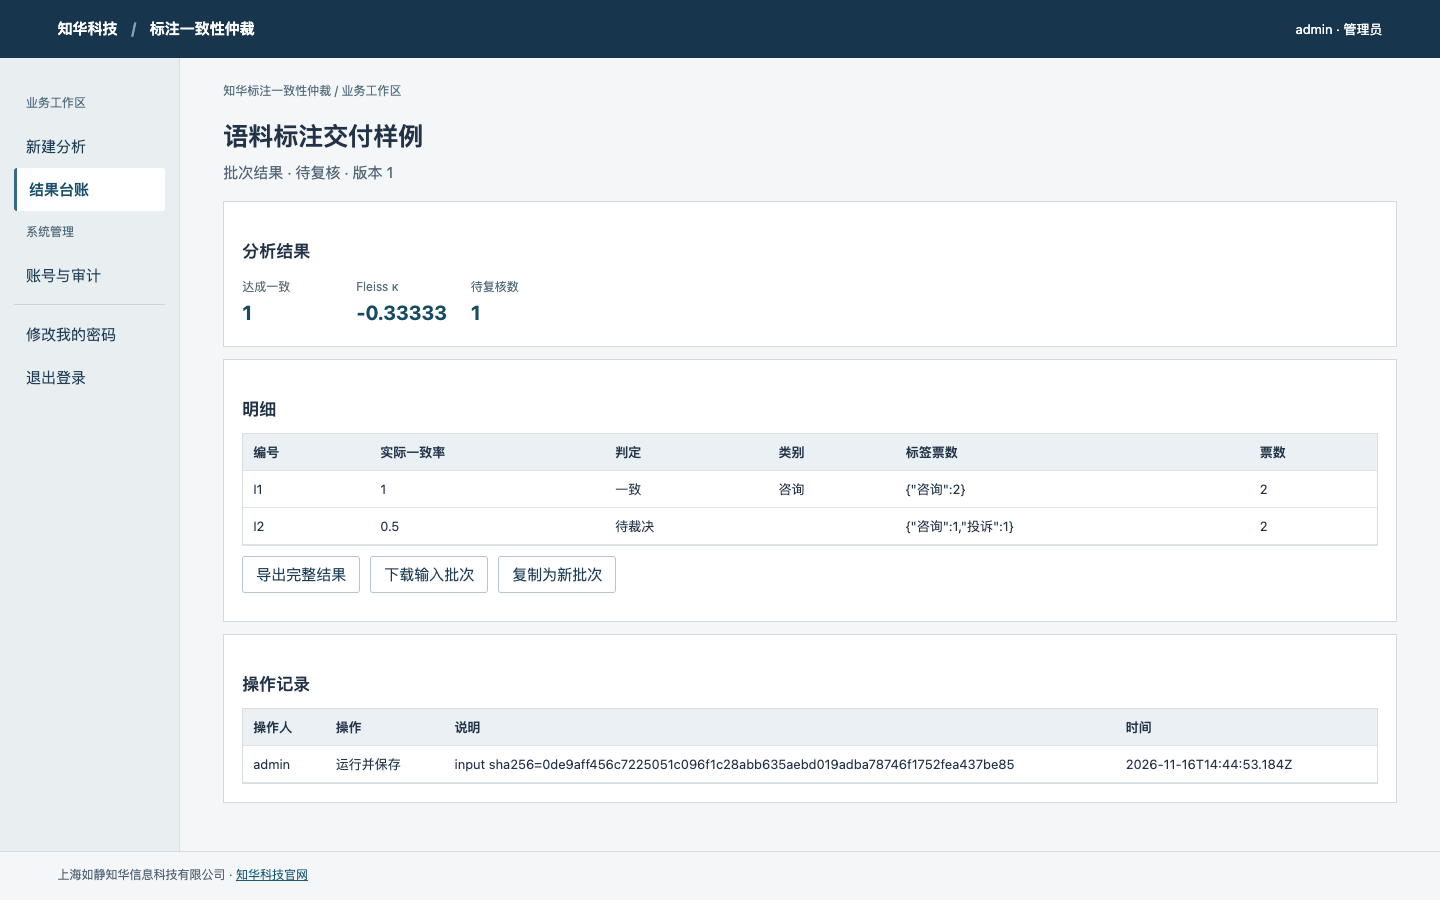 知华科技 / 标注一致性仲裁
admin · 管理员
业务工作区
新建分析
结果台账
系统管理
账号与审计
修改我的密码
退出登录
知华标注一致性仲裁 / 业务工作区
语料标注交付样例
批次结果 · 待复核 · 版本 1
分析结果
达成一致 Fleiss κ 待复核数
1 -0.33333 1
明细
编号 实际一致率 判定 类别 标签票数 票数
I1 1 一致 咨询 {"咨询":2} 2
I2 0.5 待裁决 {"咨询":1,"投诉":1} 2
导出完整结果 下载输入批次 复制为新批次
操作记录
操作人 操作 说明 时间
admin 运行并保存 input sha256=0de9aff456c7225051c096f1c28abb635aebd019adba78746f1752fea437be85 2026-11-16T14:44:53.184Z
上海如静知华信息科技有限公司 · 知华科技官网